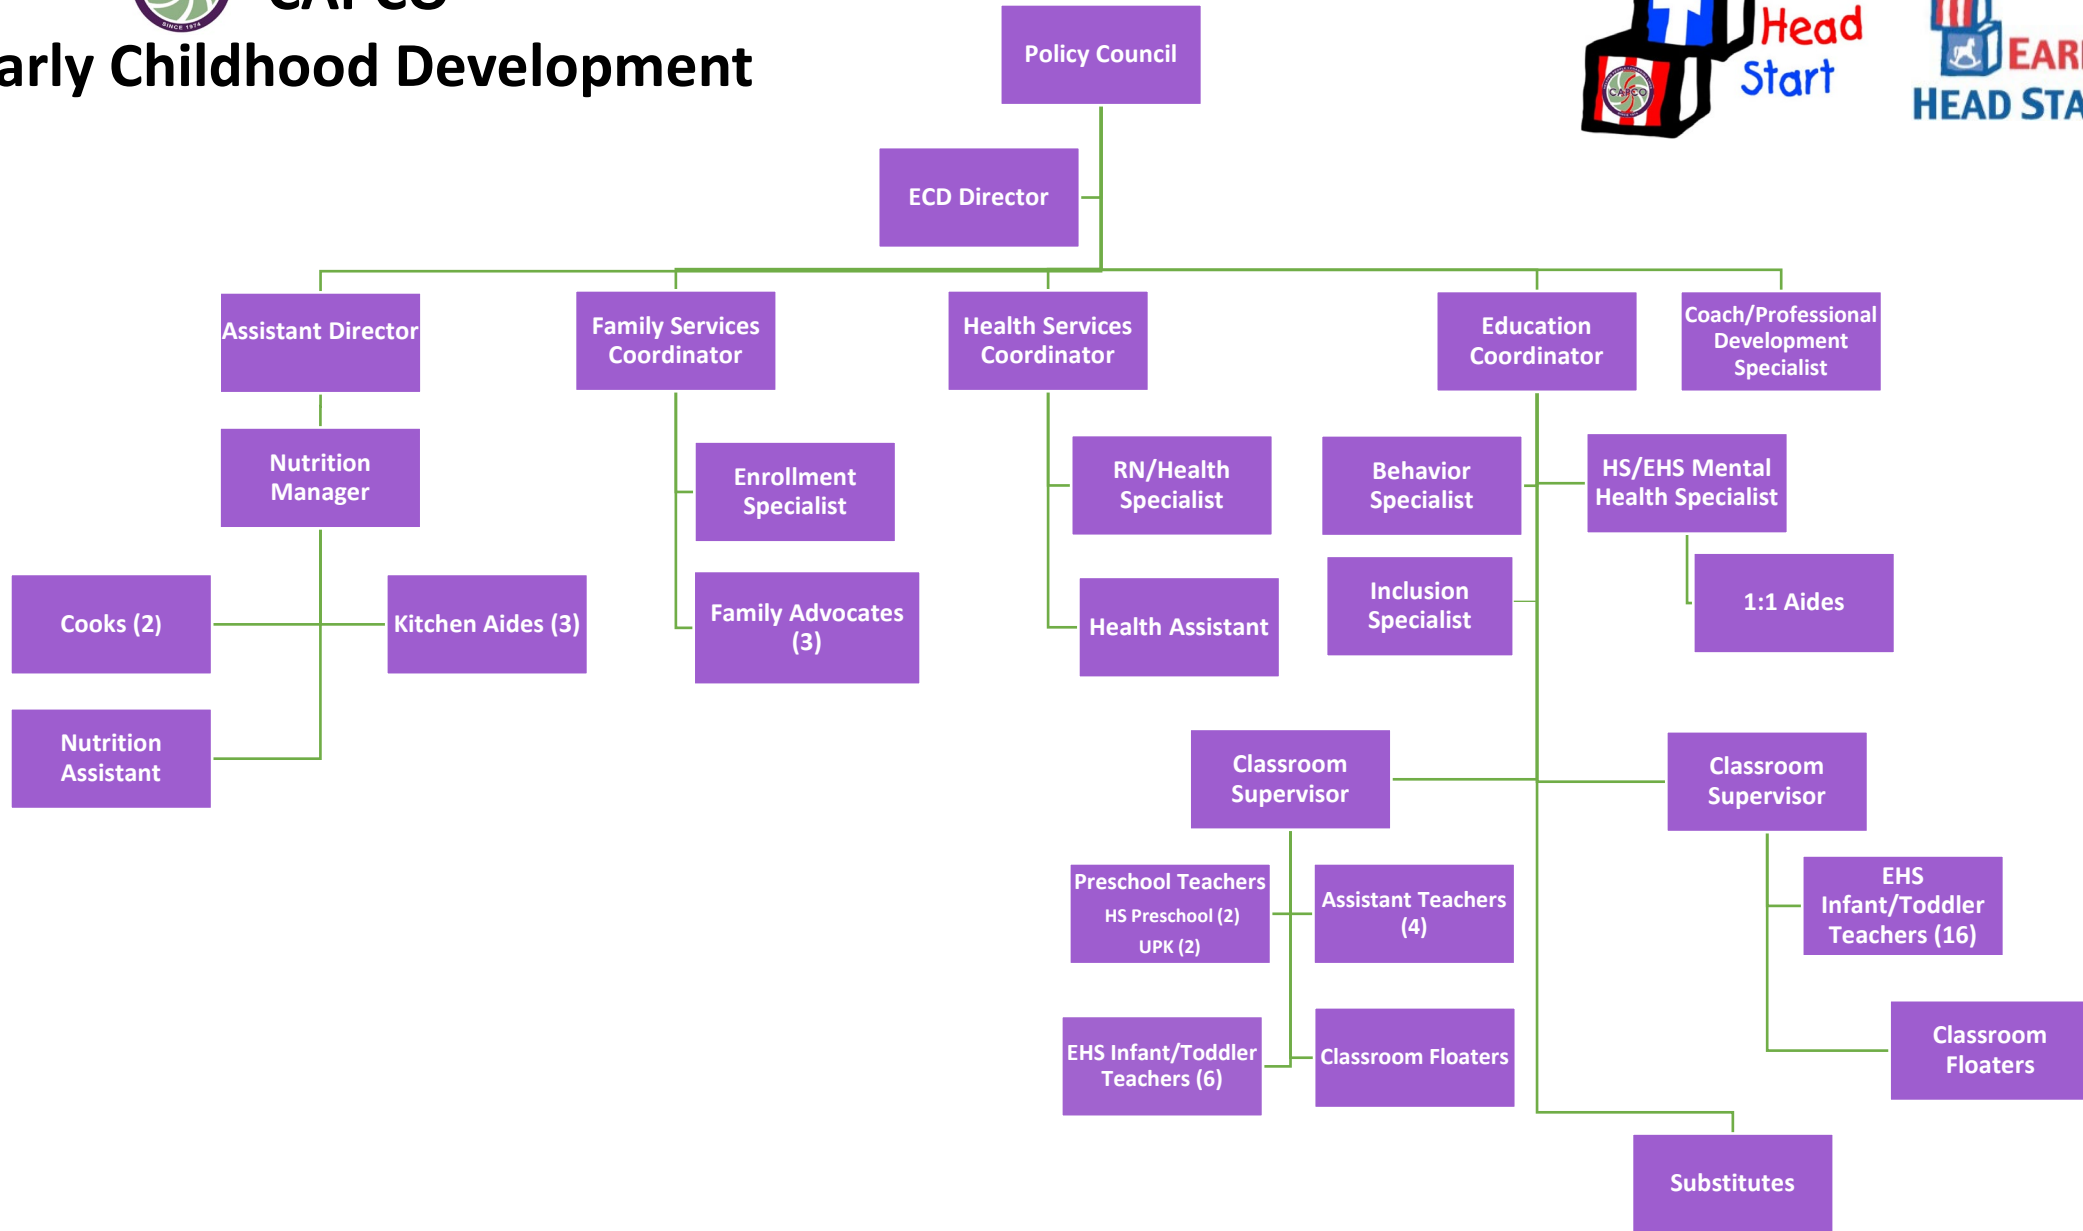 SINCE 1974
arly Childhood Development
Policy Council
Head
Start
CAPCO
EAR
HEAD STA
ECD Director
Assistant Director
Family Services
Coordinator
Health Services
Coordinator
Education
Coordinator
Coach/Professional
Development
Specialist
Nutrition
Manager
Enrollment
Specialist
RN/Health
Specialist
Behavior
Specialist
HS/EHS Mental
Health Specialist
Cooks (2)
Kitchen Aides (3)
Family Advocates
(3)
Health Assistant
Inclusion
Specialist
1:1 Aides
Nutrition
Assistant
Classroom
Supervisor
Classroom
Supervisor
Preschool Teachers
HS Preschool (2)
UPK (2)
Assistant Teachers
(4)
EHS
Infant/Toddler
Teachers (16)
EHS Infant/Toddler
Teachers (6)
Classroom Floaters
Classroom
Floaters
Substitutes